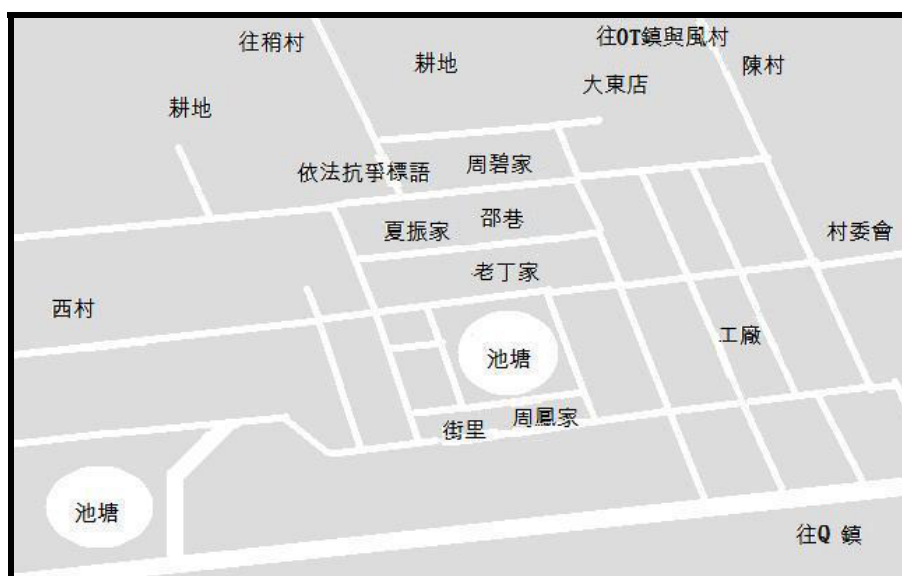 往稍村
往OT鎮與風村
耕地
陳村
大東店
耕地
依法抗爭標語
周碧家
夏振家
邵巷
村委會
老丁家
西村
工廠
池塘
街里
周鳳家
池塘
往Q 鎮